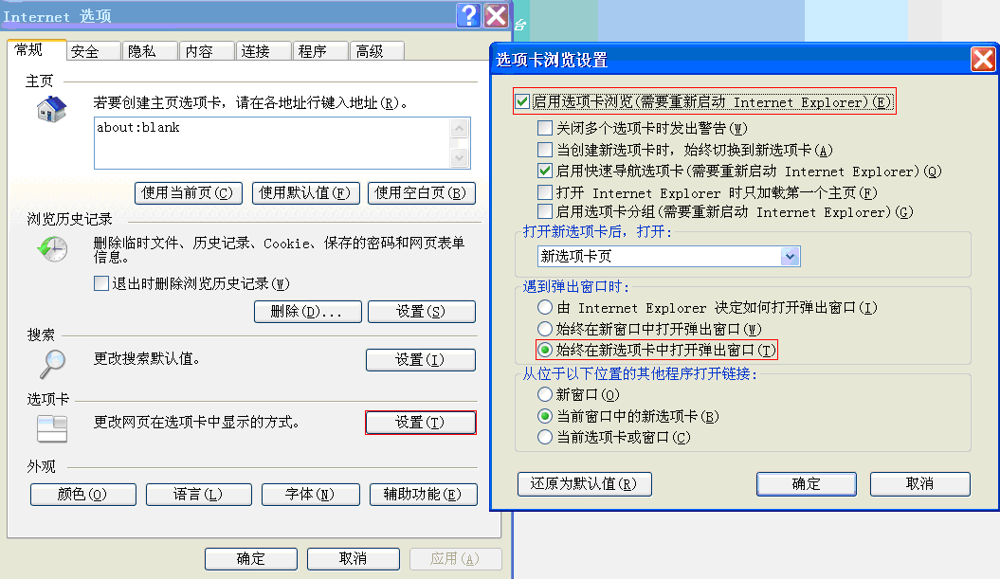 Internet 选项
常规 安全 隐私 内容 连接 程序 高级
主页
若要创建主页选项卡，请在各地址行键入地址(R)。
about:blank
使用当前页(C) 使用默认值(F) 使用空白页(B)
浏览历史记录
删除临时文件、历史记录、Cookie、保存的密码和网页表单
信息。
退出时删除浏览历史记录(W)
删除(D)... 设置(S)
搜索
更改搜索默认值。 设置(I)
选项卡
更改网页在选项卡中显示的方式。 设置(T)
外观
颜色(O) 语言(L) 字体(N) 辅助功能(E)
确定 取消 应用(A)
台
选项卡浏览设置
启用选项卡浏览(需要重新启动 Internet Explorer)(E)
关闭多个选项卡时发出警告(W)
当创建新选项卡时，始终切换到新选项卡(A)
启用快速导航选项卡(需要重新启动 Internet Explorer)(Q)
打开 Internet Explorer 时只加载第一个主页(F)
启用选项卡分组(需要重新启动 Internet Explorer)(G)
打开新选项卡后，打开:
新选项卡页
遇到弹出窗口时:
由 Internet Explorer 决定如何打开弹出窗口(I)
始终在新窗口中打开弹出窗口(W)
始终在新选项卡中打开弹出窗口(T)
从位于以下位置的其他程序打开链接:
新窗口(O)
当前窗口中的新选项卡(B)
当前选项卡或窗口(C)
还原为默认值(R) 确定 取消